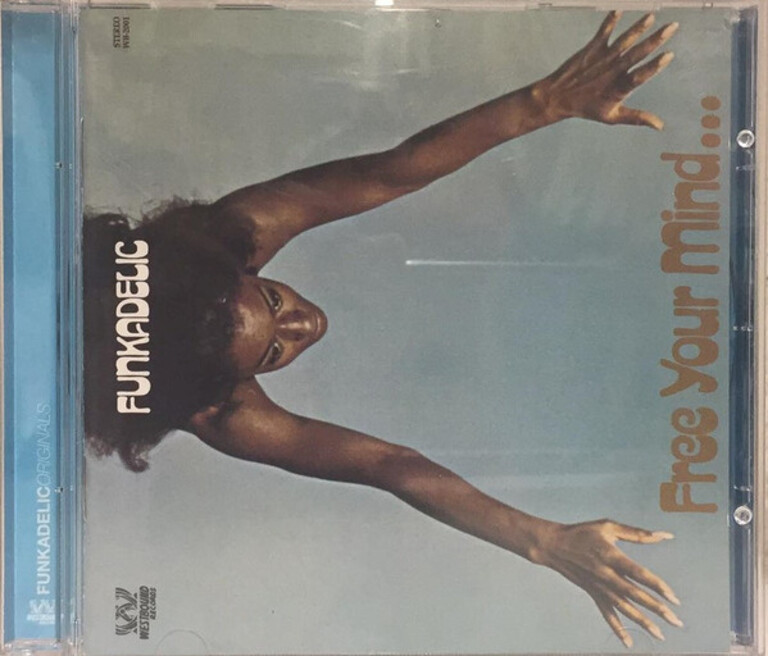 FUNKADELICORIGINALS
STEREO
WB-2001
FUNKADELIC
WESTBOUND
RECORDS
Free Your Mind...